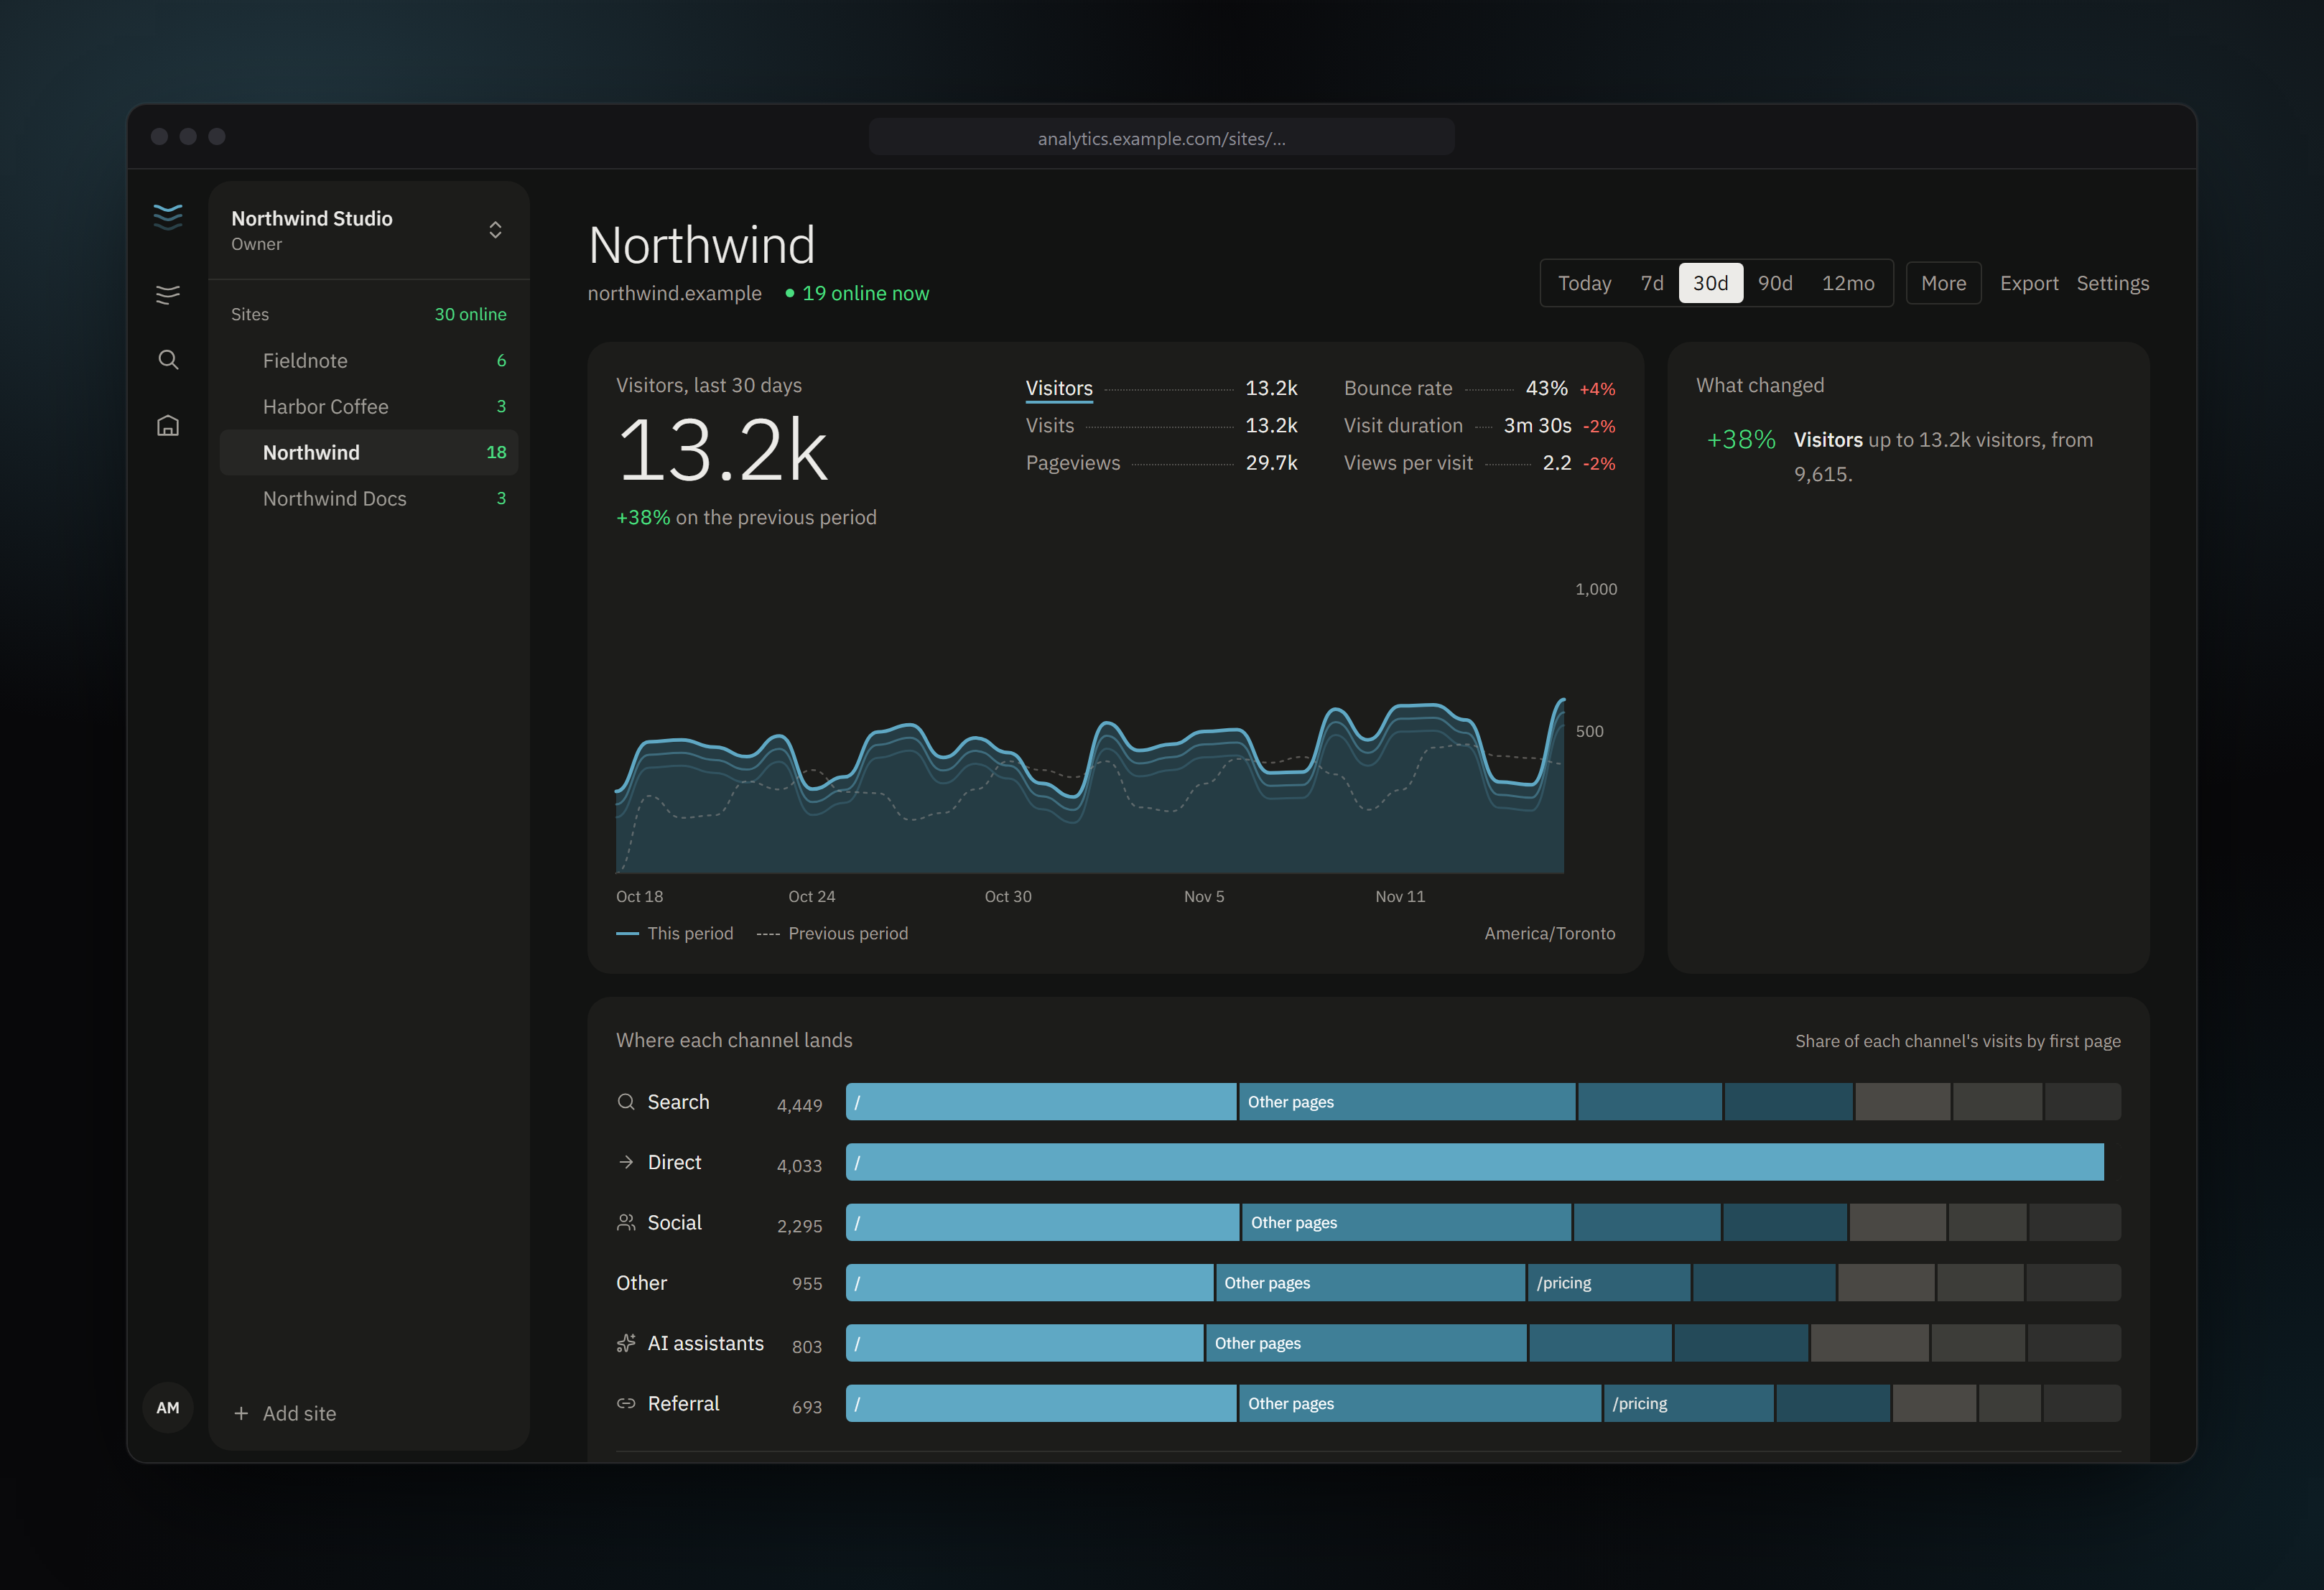 analytics.example.com/sites/...
Northwind Studio
Owner
Sites 30 online
Fieldnote 6
Harbor Coffee 3
Northwind 18
Northwind Docs 3
Add site
AM
Northwind
northwind.example 19 online now
Today 7d 30d 90d 12mo More Export Settings
Visitors, last 30 days
13.2k
+38% on the previous period
Visitors 13.2k
Visits 13.2k
Pageviews 29.7k
Bounce rate 43% +4%
Visit duration 3m 30s -2%
Views per visit 2.2 -2%
1,000
500
Oct 18 Oct 24 Oct 30 Nov 5 Nov 11
This period Previous period America/Toronto
What changed
+38% Visitors up to 13.2k visitors, from
9,615.
Where each channel lands Share of each channel's visits by first page
Search 4,449 / Other pages
Direct 4,033 /
Social 2,295 / Other pages
Other 955 / Other pages /pricing
AI assistants 803 / Other pages
Referral 693 / Other pages /pricing